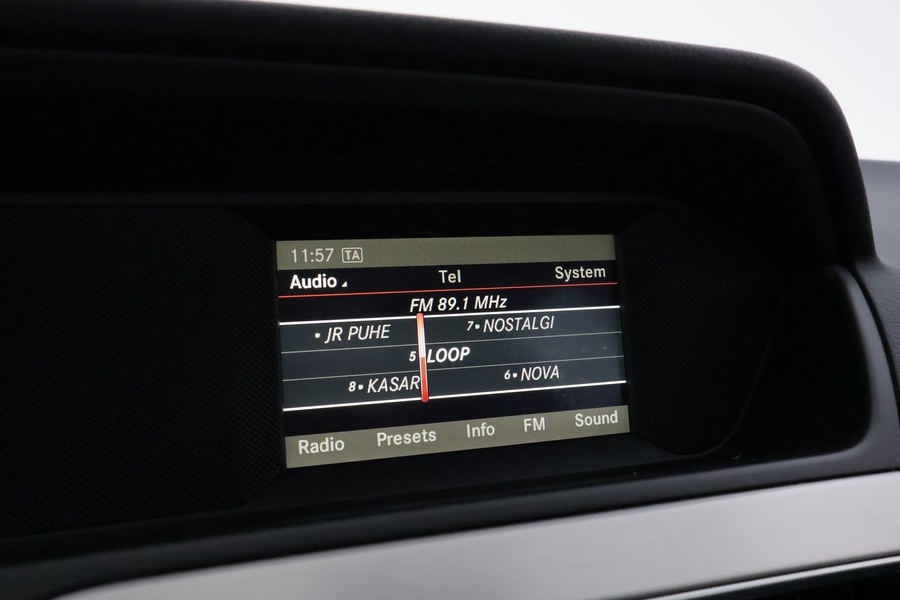 11:57 TA
Audio Tel System
FM 89.1 MHz
JR PUHE 7 NOSTALGI
5 LOOP
8 KASAR 6 NOVA
Radio Presets Info FM Sound